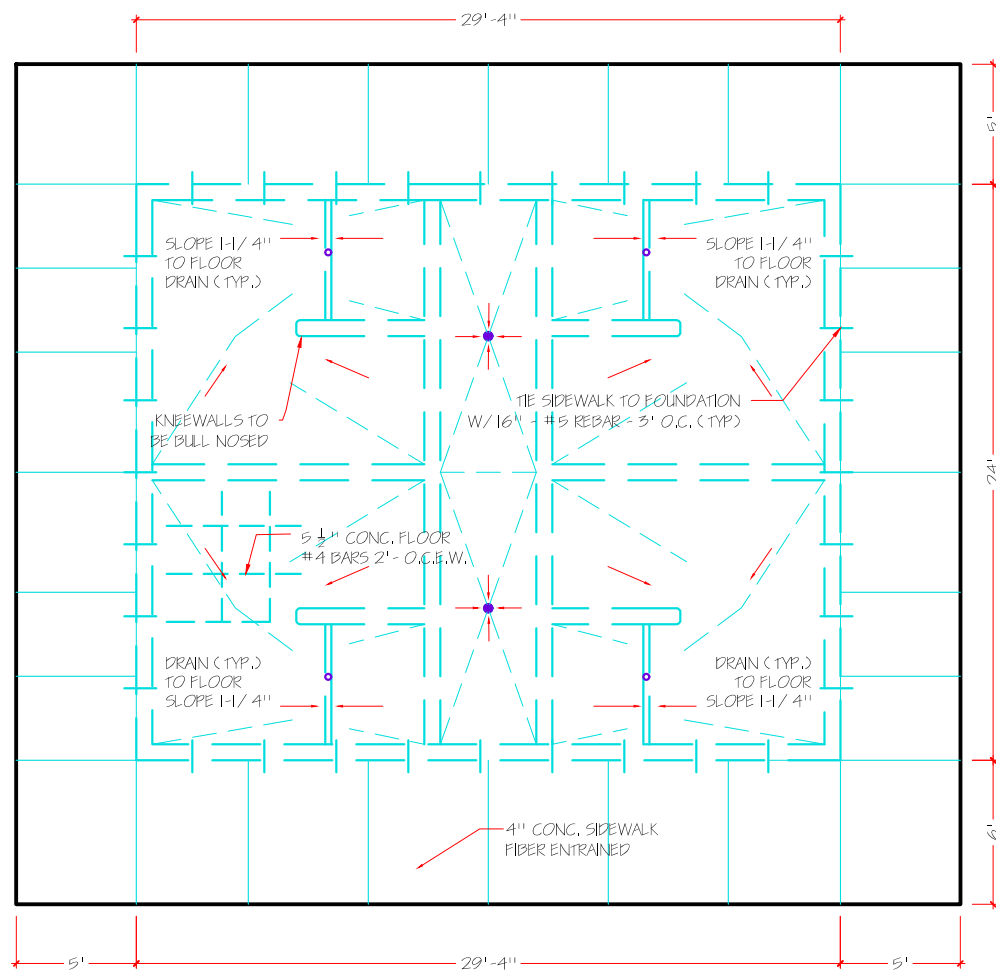 29'-4"
5'
SLOPE 1-1/4"
TO FLOOR
DRAIN (TYP.)
SLOPE 1-1/4"
TO FLOOR
DRAIN (TYP.)
KNEEWALLS TO
BE BULL NOSED
TIE SIDEWALK TO FOUNDATION
W/ 16" - #5 REBAR - 3' O.C. (TYP)
24'
5 1/2" CONC. FLOOR
#4 BARS 2' - O.C.E.W.
DRAIN (TYP.)
TO FLOOR
SLOPE 1-1/4"
DRAIN (TYP.)
TO FLOOR
SLOPE 1-1/4"
4" CONC. SIDEWALK
FIBER ENTRAINED
6'
5'
29'-4"
5'